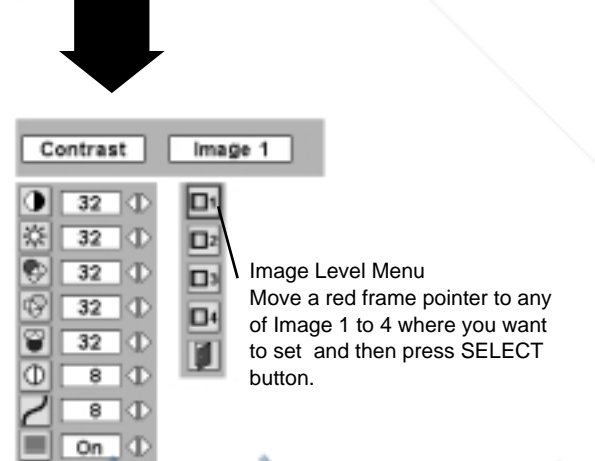 Contrast Image 1
32 1
32 2
32 3
32 4
32
8
8
On
Image Level Menu
Move a red frame pointer to any
of Image 1 to 4 where you want
to set and then press SELECT
button.